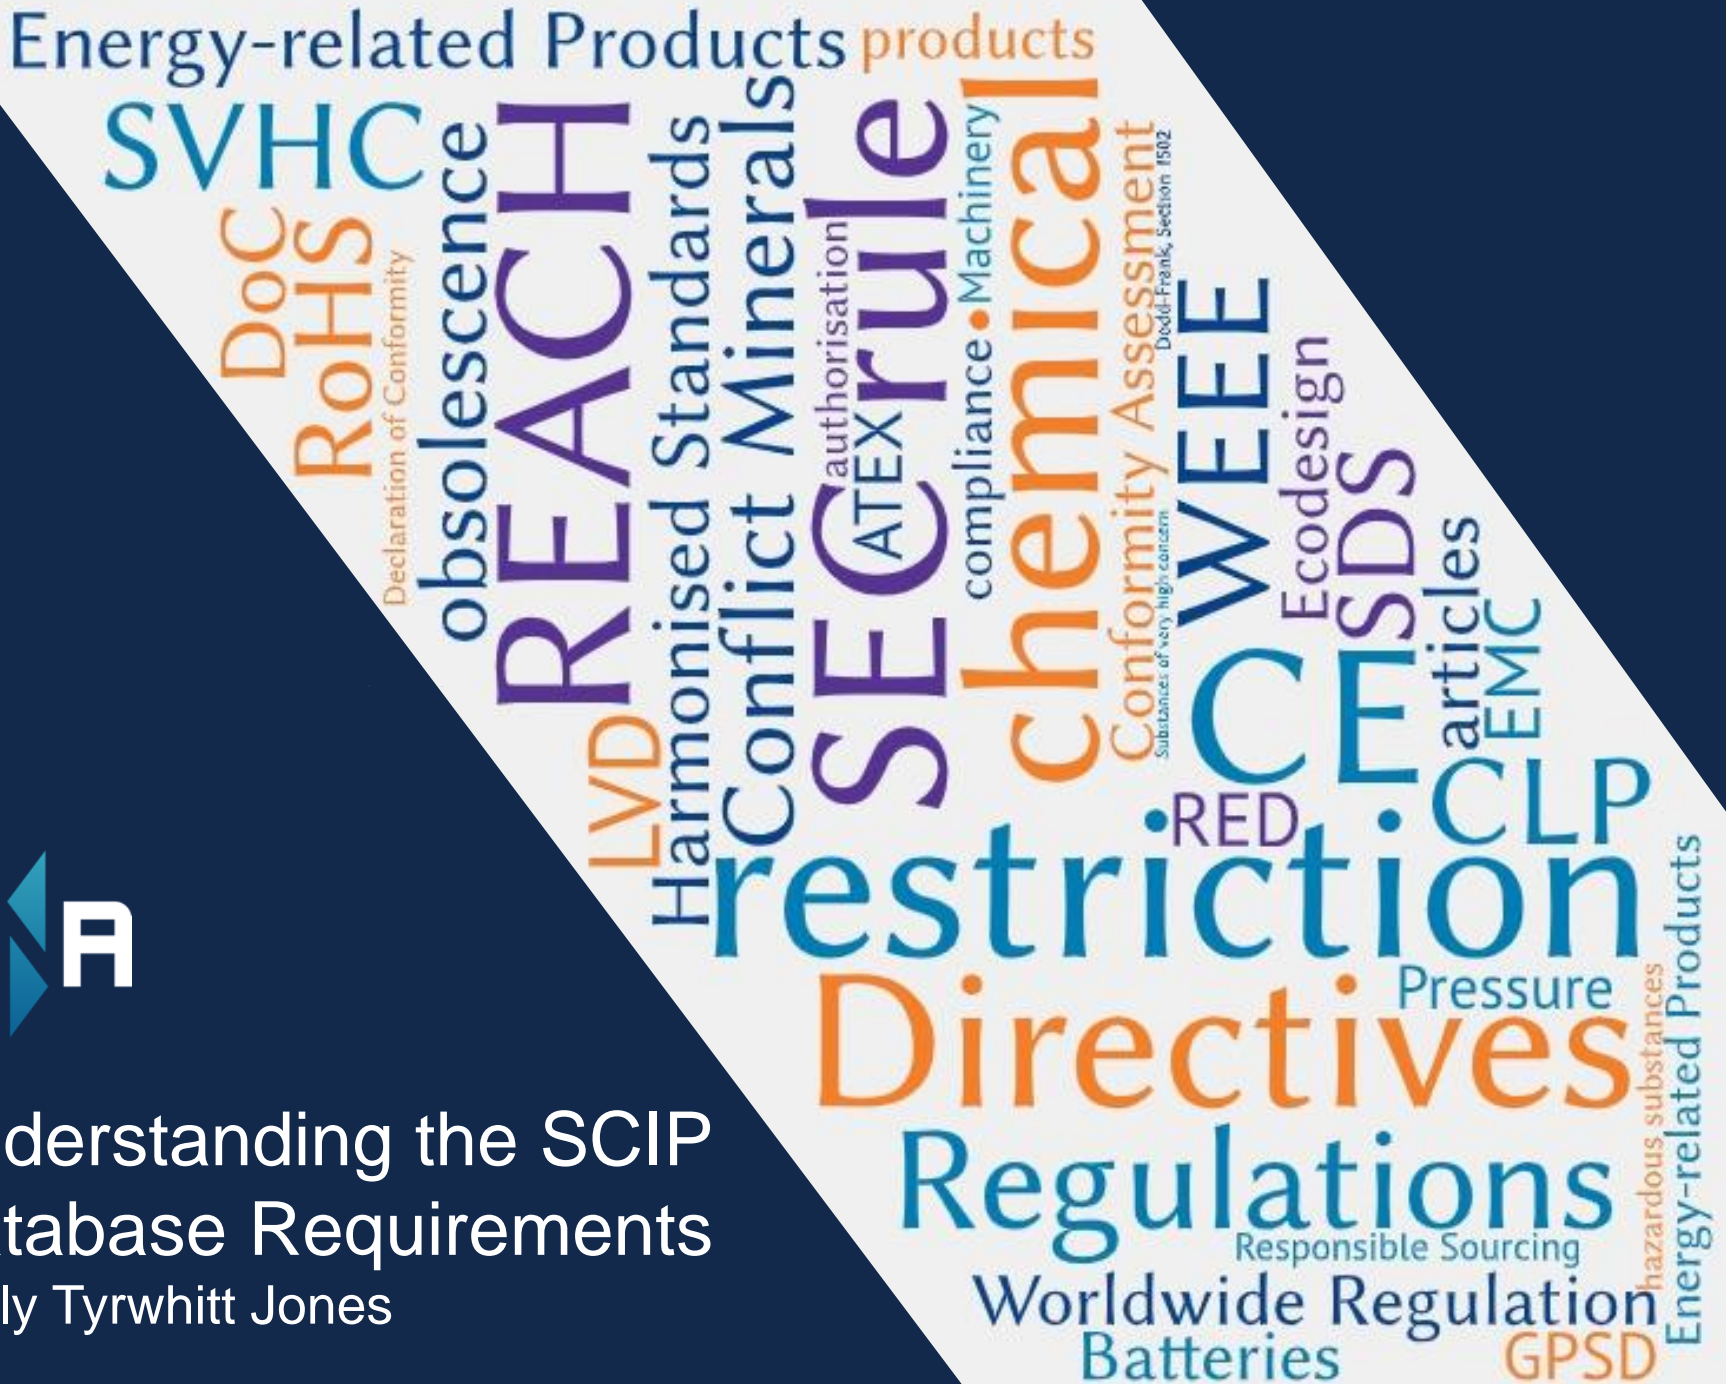 Energy-related Products
products
SVHC
DoC
RoHS
Declaration of Conformity
obsolescence
REACH
LVD
Harmonised Standards
Conflict Minerals
SEC rule
authorisation
ATEX
Machinery
compliance
chemical
Conformity Assessment
Dodd-Frank, Section 1502
Substances of very high concern
WEEE
Ecodesign
SDS
articles
EMC
CE
CLP
RED
restriction
Pressure
Directives
hazardous substances
Energy-related Products
Regulations
Responsible Sourcing
Worldwide Regulation
Batteries
GPSD
A
derstanding the SCIP
tabase Requirements
ly Tyrwhitt Jones